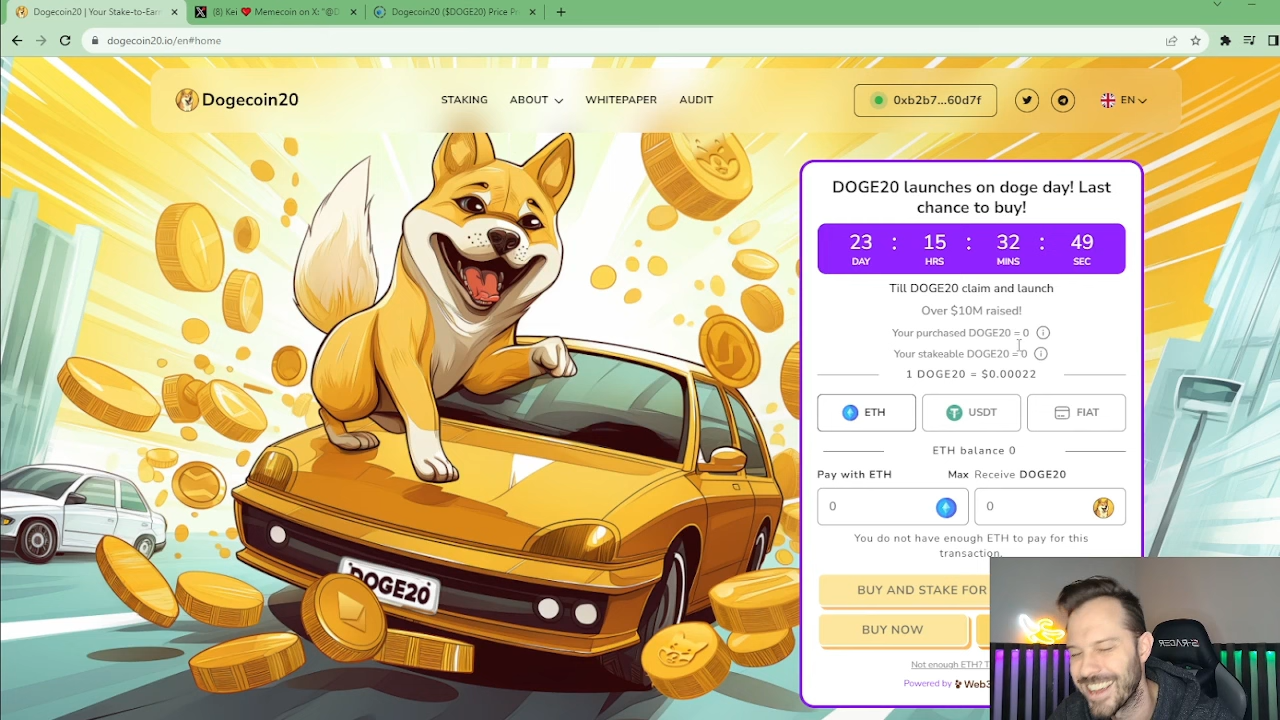 Dogecoin20 | Your Stake-to-Earn
(8) Kei ❤ Memecoin on X: "@D
Dogecoin20 ($DOGE20) Price P
dogecoin20.io/en#home
Dogecoin20
STAKING
ABOUT
WHITEPAPER
AUDIT
0xb2b7...60d7f
EN
DOGE20 launches on doge day! Last
chance to buy!
23 : 15 : 32 : 49
DAY HRS MINS SEC
Till DOGE20 claim and launch
Over $10M raised!
Your purchased DOGE20 = 0
Your stakeable DOGE20 = 0
1 DOGE20 = $0.00022
ETH
USDT
FIAT
ETH balance 0
Pay with ETH Max Receive DOGE20
0
0
You do not have enough ETH to pay for this
transaction.
BUY AND STAKE FOR
BUY NOW
Not enough ETH? T
Powered by Web3
DOGE20
S-RACER